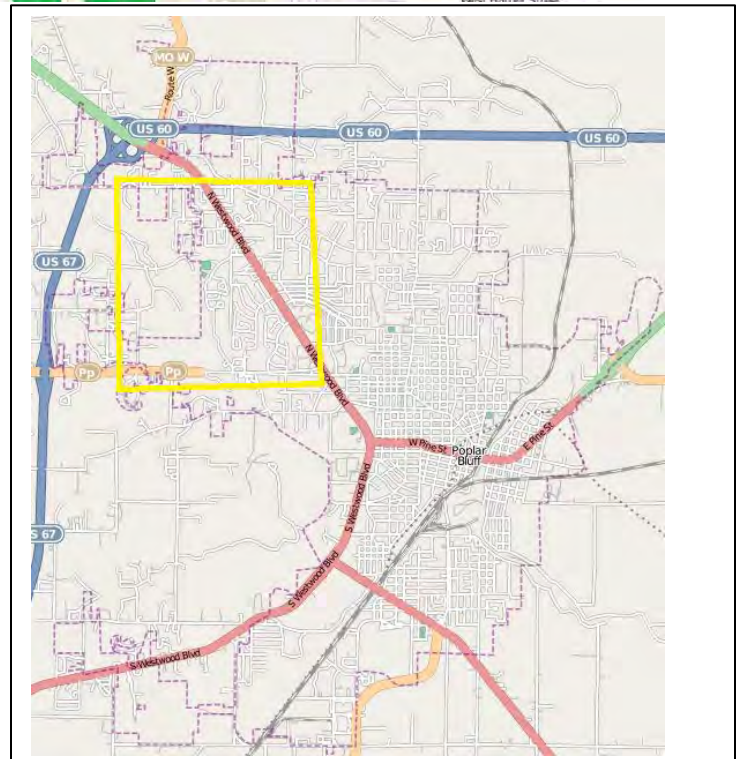 MO W
Route W
US 60
US 60
US 60
N Westwood Blvd
US 67
Pp
Pp
N Westwood Blvd
W Pine St
Poplar
Bluff
E Pine St
S Westwood Blvd
S 67
S Westwood Blvd
S Westwood Blvd